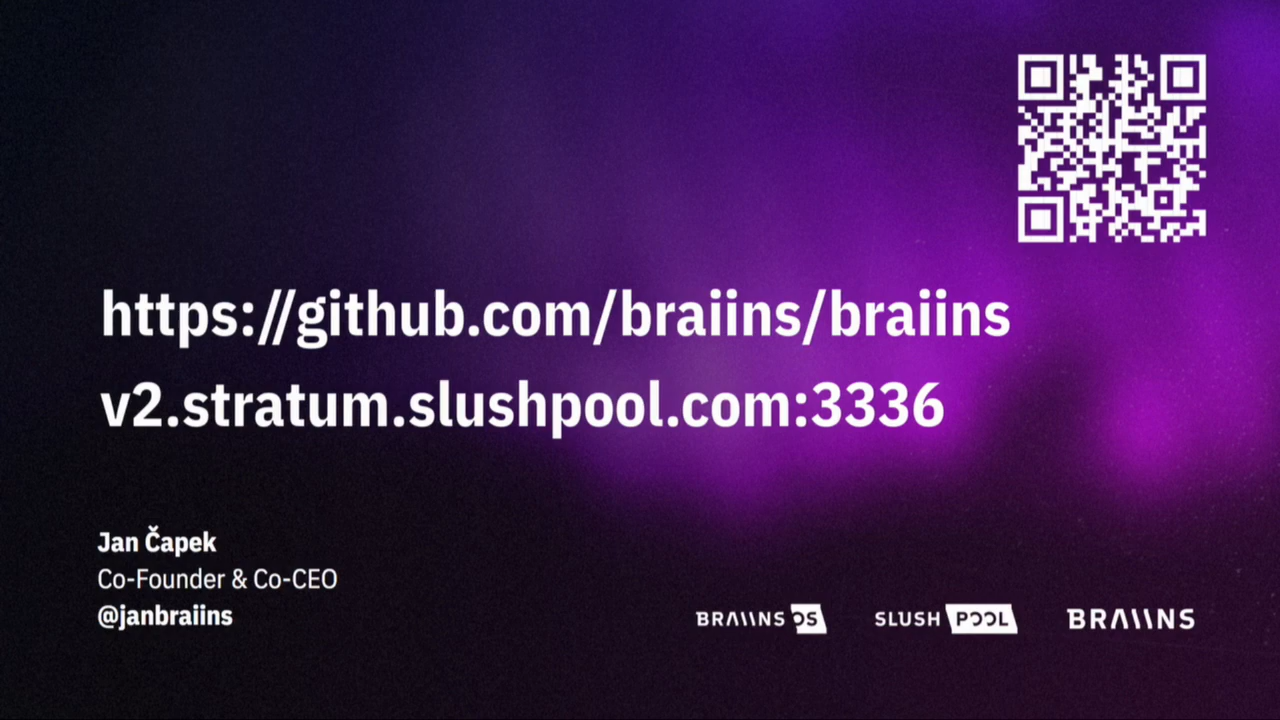 https://github.com/braiins/braiins
v2.stratum.slushpool.com:3336
Jan Čapek
Co-Founder & Co-CEO
@janbraiins
BRAIINS OS
SLUSH POOL
BRAIINS